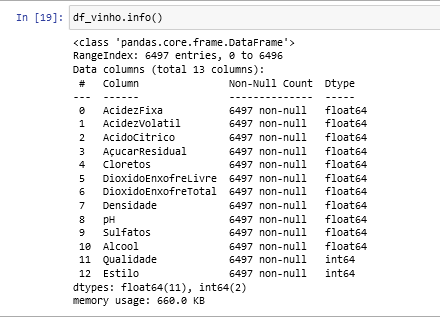 In [19]: df_vinho.info()
<class 'pandas.core.frame.DataFrame'>
RangeIndex: 6497 entries, 0 to 6496
Data columns (total 13 columns):
 #   Column               Non-Null Count  Dtype
---  ------               --------------  -----
 0   AcidezFixa           6497 non-null   float64
 1   AcidezVolatil        6497 non-null   float64
 2   AcidoCitrico         6497 non-null   float64
 3   AçucarResidual       6497 non-null   float64
 4   Cloretos             6497 non-null   float64
 5   DioxidoEnxofreLivre  6497 non-null   float64
 6   DioxidoEnxofreTotal  6497 non-null   float64
 7   Densidade            6497 non-null   float64
 8   pH                   6497 non-null   float64
 9   Sulfatos             6497 non-null   float64
 10  Alcool               6497 non-null   float64
 11  Qualidade            6497 non-null   int64
 12  Estilo               6497 non-null   int64
dtypes: float64(11), int64(2)
memory usage: 660.0 KB